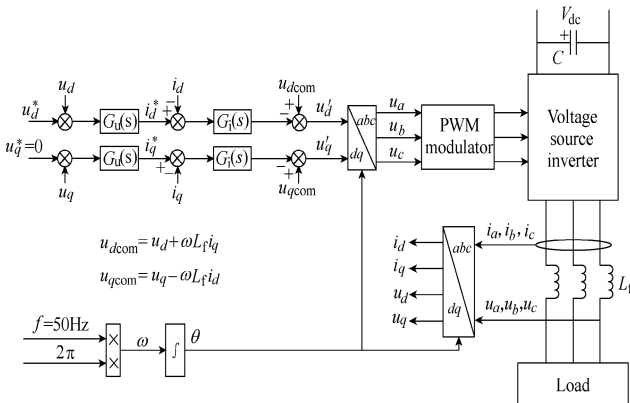 V_dc
+
C
u_d
i_d
u_dcom
u_d^*
G_u(s)
i_d^*
+ −
G_i(s)
− +
u_d′
abc
dq
u_a
u_b
u_c
PWM modulator
Voltage source inverter
u_q^*=0
G_u(s)
i_q^*
+ −
G_i(s)
− +
u_q′
u_q
i_q
u_qcom
u_dcom = u_d + ωL_f i_q
u_qcom = u_q − ωL_f i_d
i_d
i_q
u_d
u_q
abc
dq
i_a, i_b, i_c
u_a, u_b, u_c
L_f
f=50Hz
2π
×
×
ω
∫
θ
Load